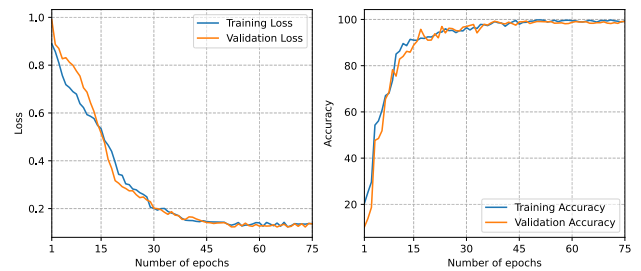 1,0
0,8
0,6
0,4
0,2
Loss
Training Loss
Validation Loss
1 15 30 45 60 75
Number of epochs
100
80
60
40
20
Accuracy
Training Accuracy
Validation Accuracy
1 15 30 45 60 75
Number of epochs